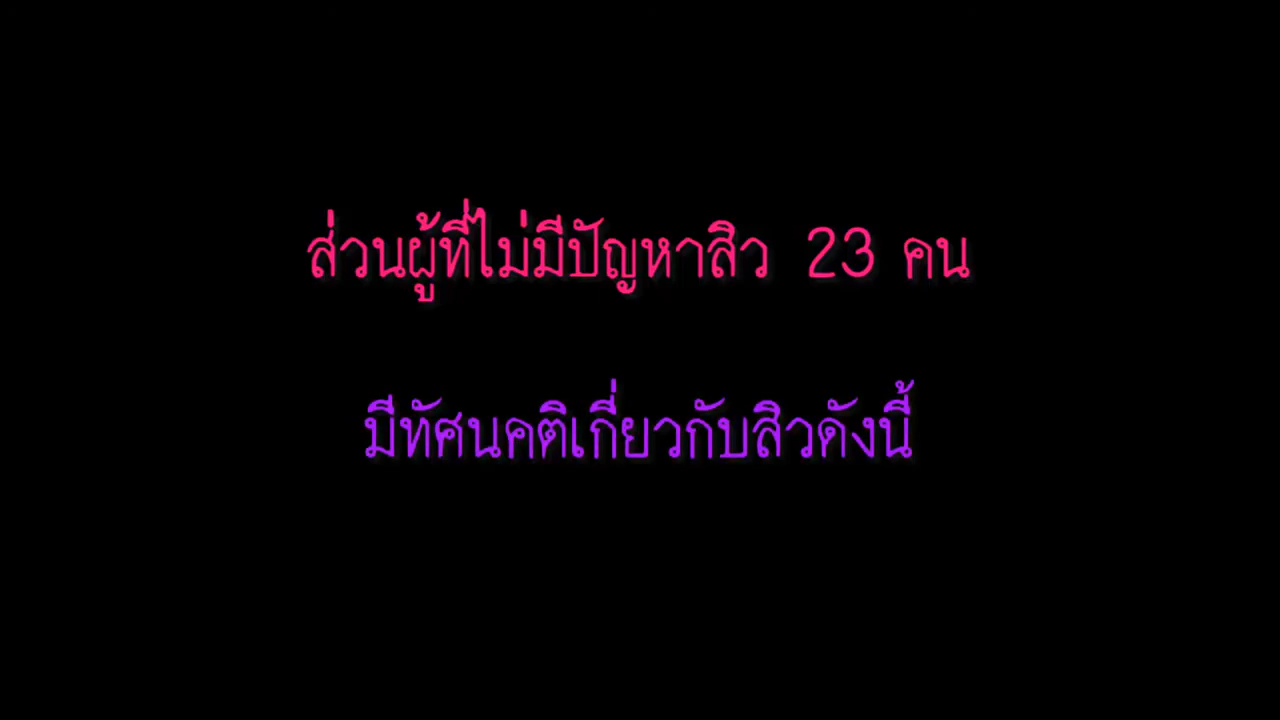 ส่วนผู้ที่ไม่มีปัญหาสิว 23 คน
มีทัศนคติเกี่ยวกับสิวดังนี้